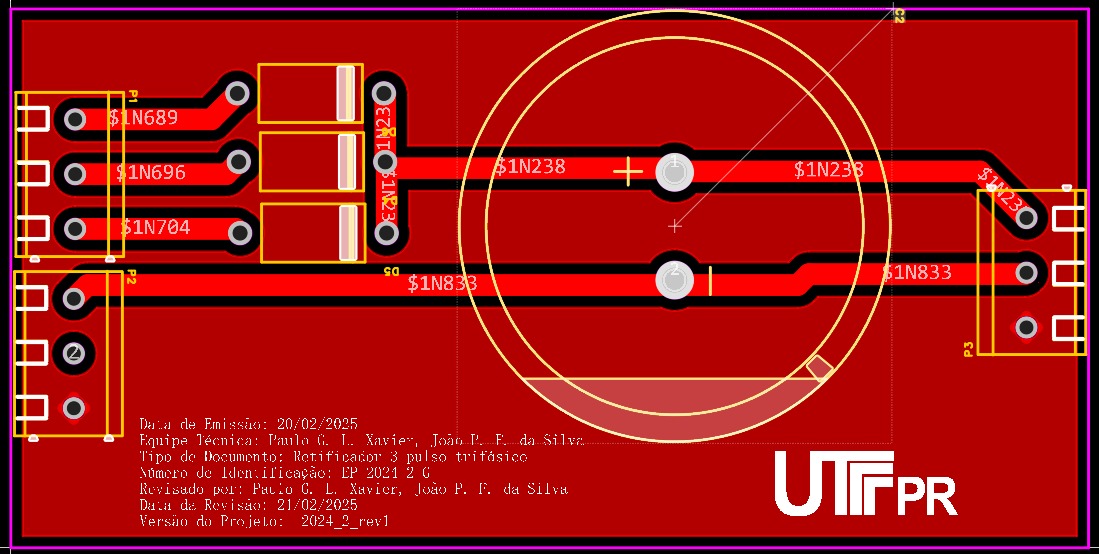 C2
P1
$1N689
$1N23
$1N238
1
$1N238
$1N696
$1N23
$1N23
$1N704
P2
D5
2
$1N833
$1N833
2
P3
Data de Emissão: 20/02/2025
Equipe Técnica: Paulo G. L. Xavier, João P. F. da Silva
Tipo de Documento: Retificador 3 pulso trifásico
Número de Identificação: EP 2024 2 G
Revisado por: Paulo G. L. Xavier, João P. F. da Silva
Data da Revisão: 21/02/2025
Versão do Projeto: 2024_2_rev1
UTFPR